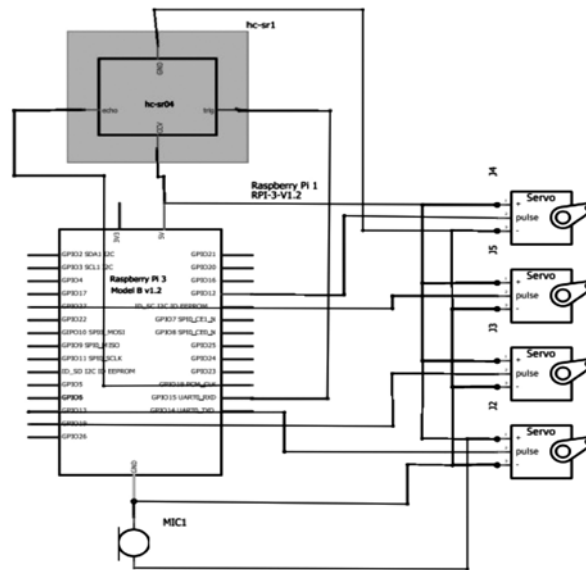 hc-sr1
GND
hc-sr04
echo
trig
VCC
Raspberry Pi 1
RPI-3-V1.2
3V3
5V
Raspberry Pi 3
Model B v1.2
GPIO2 SDA1 I2C
GPIO3 SCL1 I2C
GPIO4
GPIO17
GPIO27
GPIO22
GPIO10 SPI0_MOSI
GPIO9 SPI0_MISO
GPIO11 SPI0_SCLK
ID_SD I2C ID EEPROM
GPIO5
GPIO6
GPIO13
GPIO19
GPIO26
GPIO21
GPIO20
GPIO16
GPIO12
ID_SC I2C ID EEPROM
GPIO7 SPI0_CE1_N
GPIO8 SPI0_CE0_N
GPIO25
GPIO24
GPIO23
GPIO18 PCM_CLK
GPIO15 UART0_RXD
GPIO14 UART0_TXD
GND
MIC1
J4
Servo
+
pulse
-
J5
Servo
+
pulse
-
J3
Servo
+
pulse
-
J2
Servo
+
pulse
-